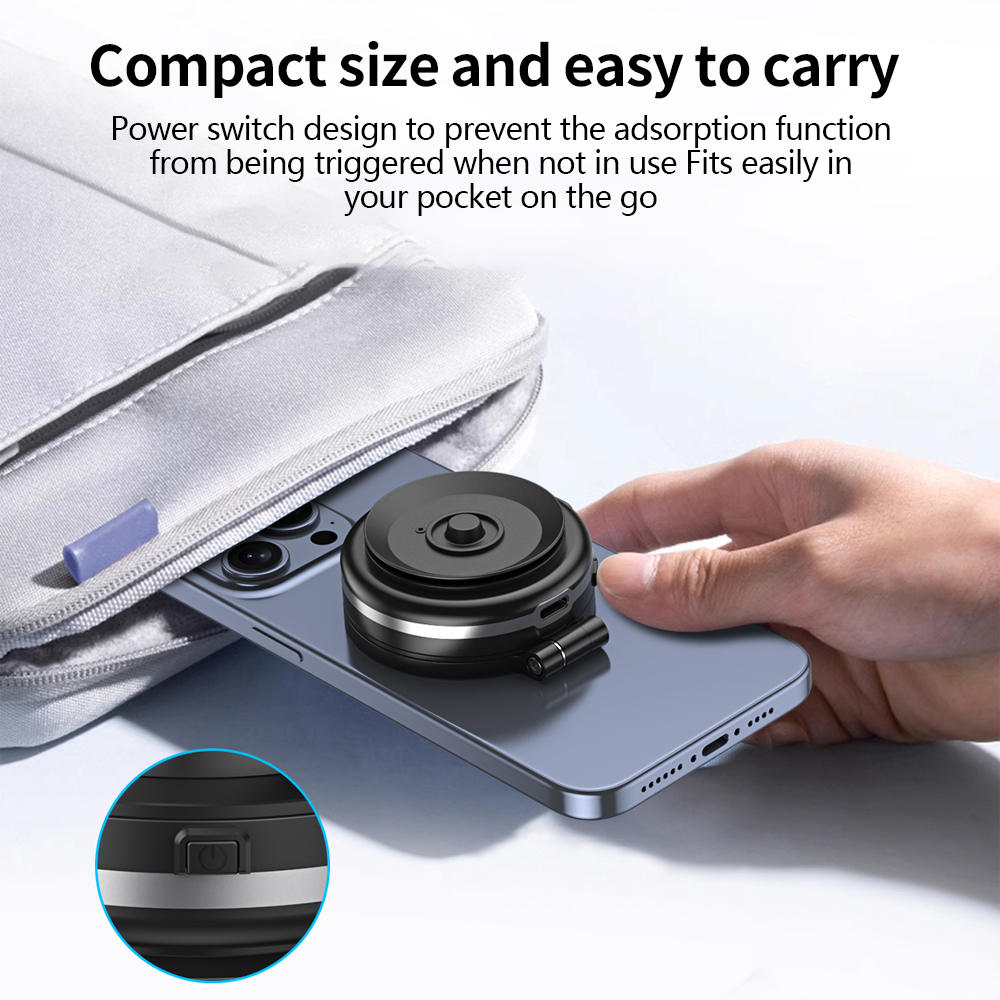 Compact size and easy to carry
Power switch design to prevent the adsorption function
from being triggered when not in use Fits easily in
your pocket on the go